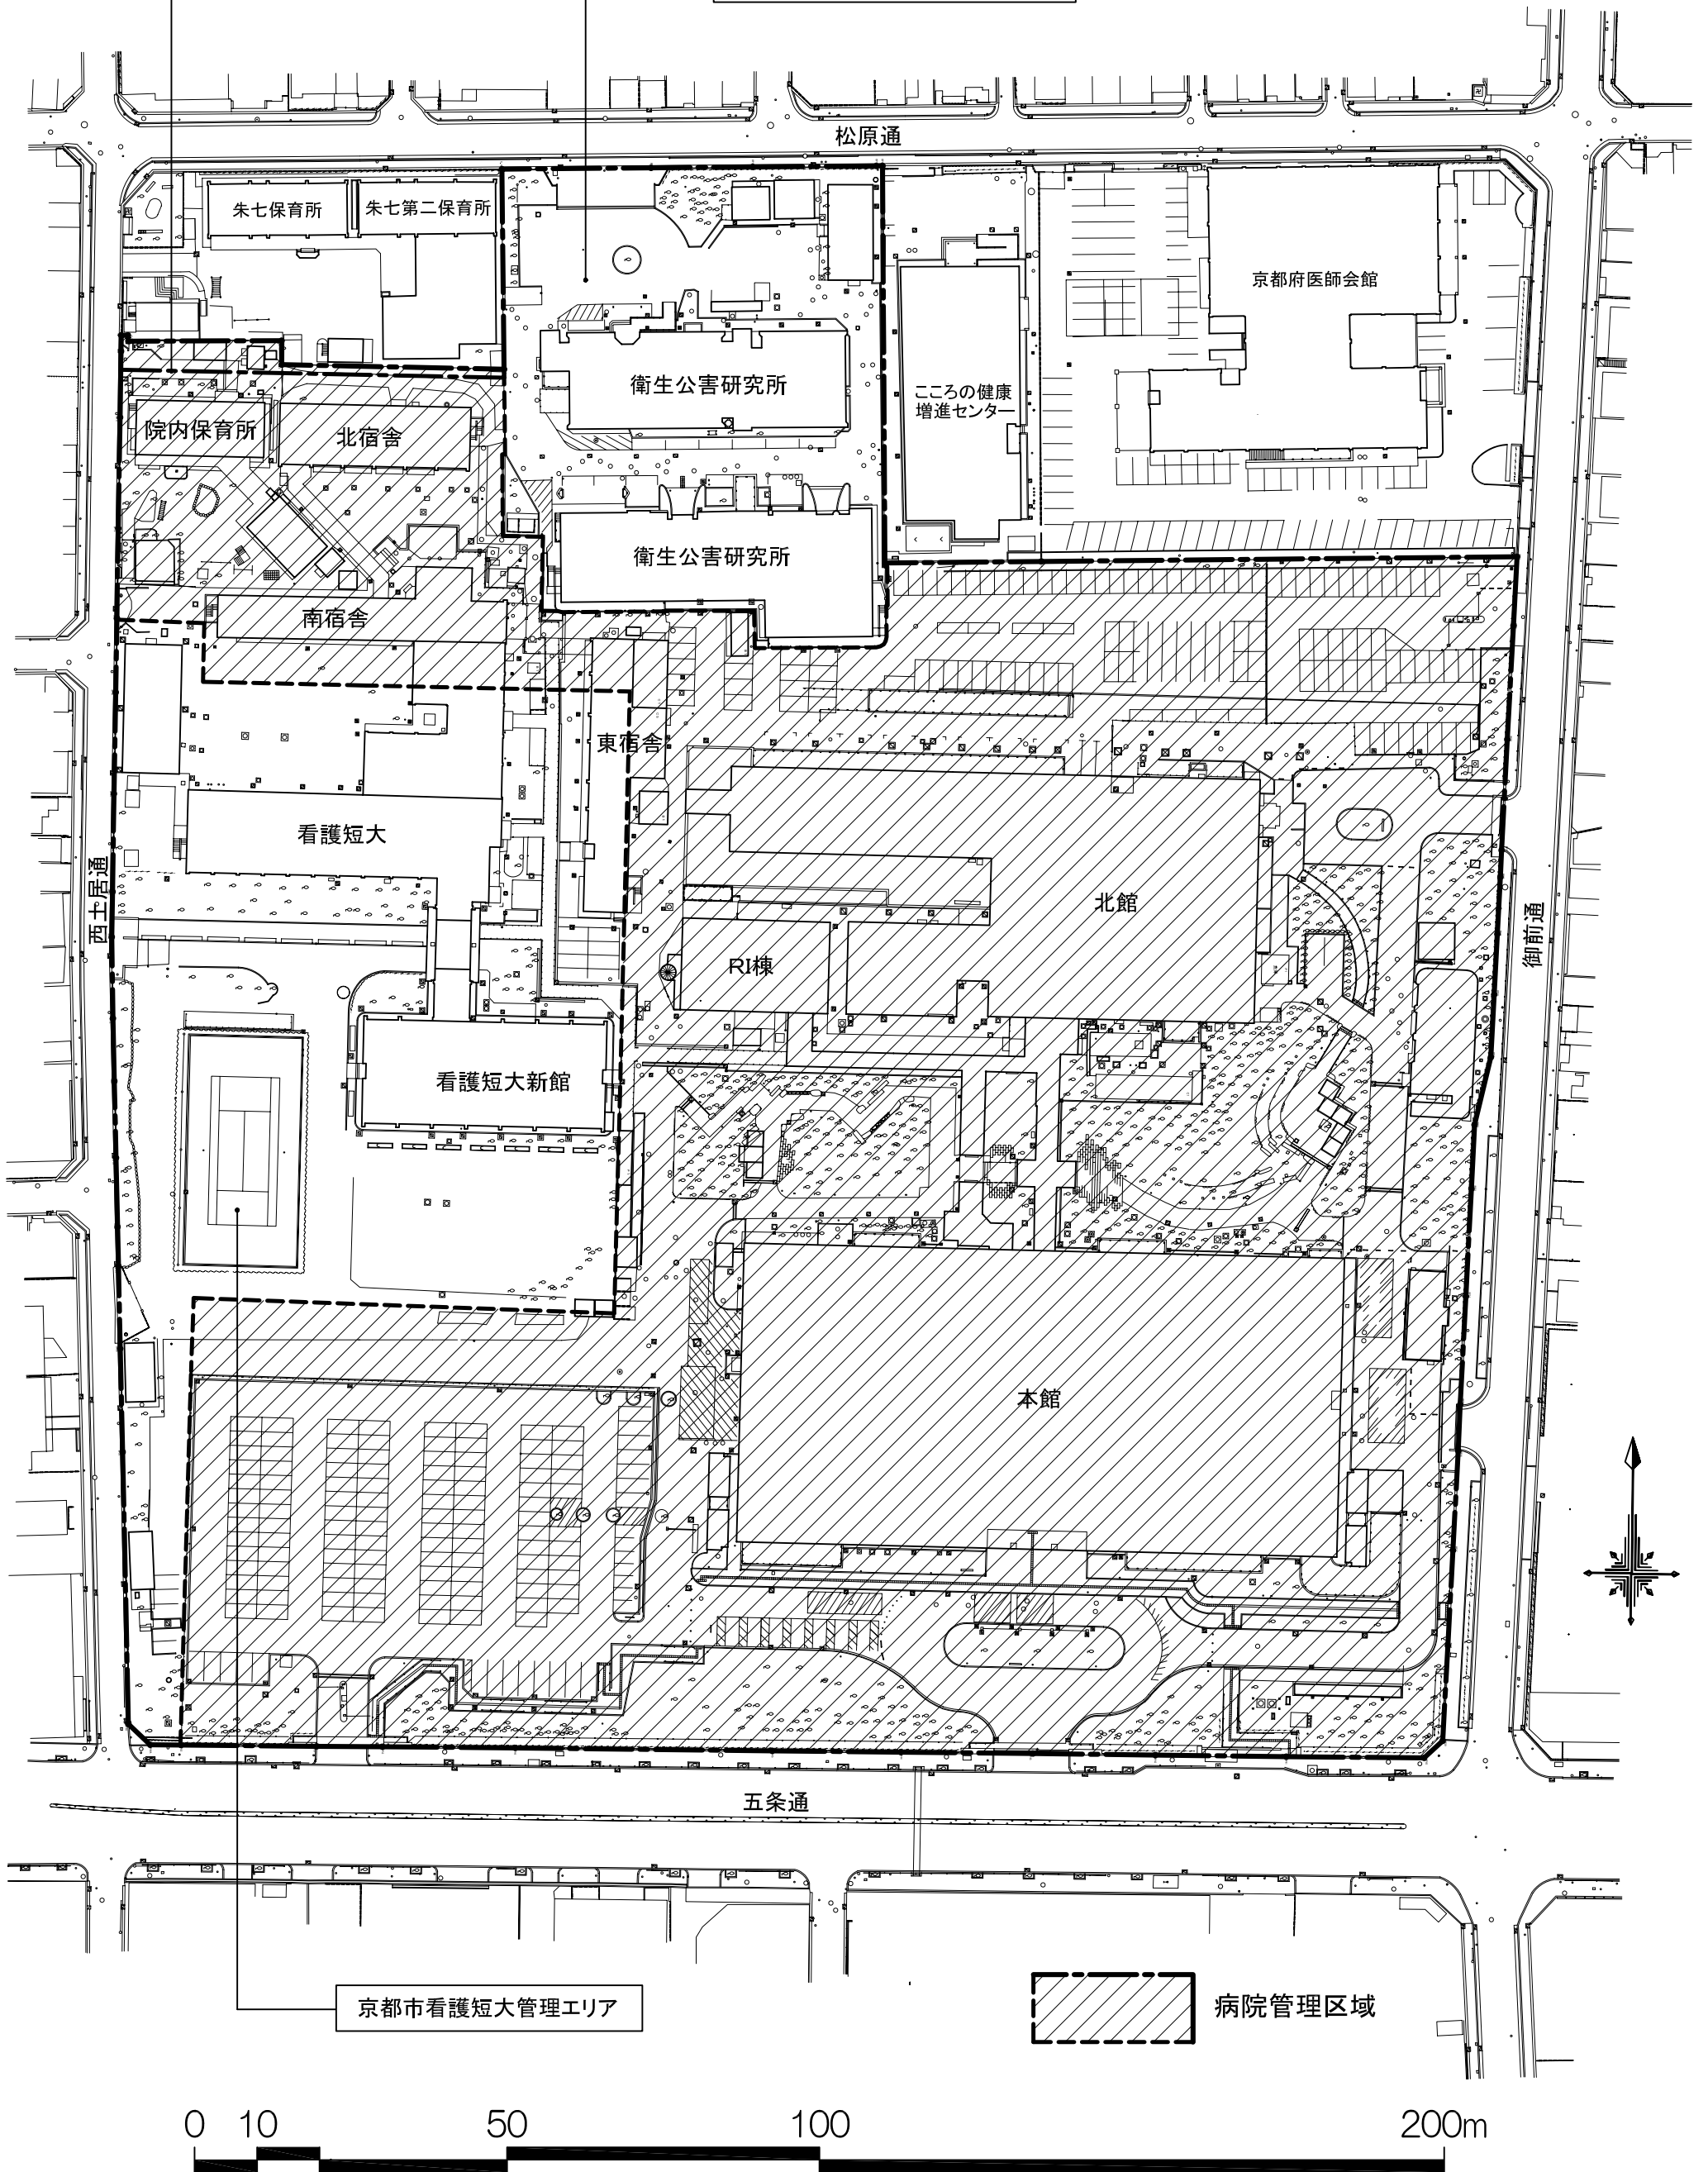 松原通
朱七保育所
朱七第二保育所
京都府医師会館
衛生公害研究所
こころの健康
増進センター
院内保育所
北宿舎
衛生公害研究所
南宿舎
東宿舎
看護短大
西土居通
北館
御前通
RI棟
看護短大新館
本館
五条通
京都市看護短大管理エリア
病院管理区域
0 10 50 100 200m